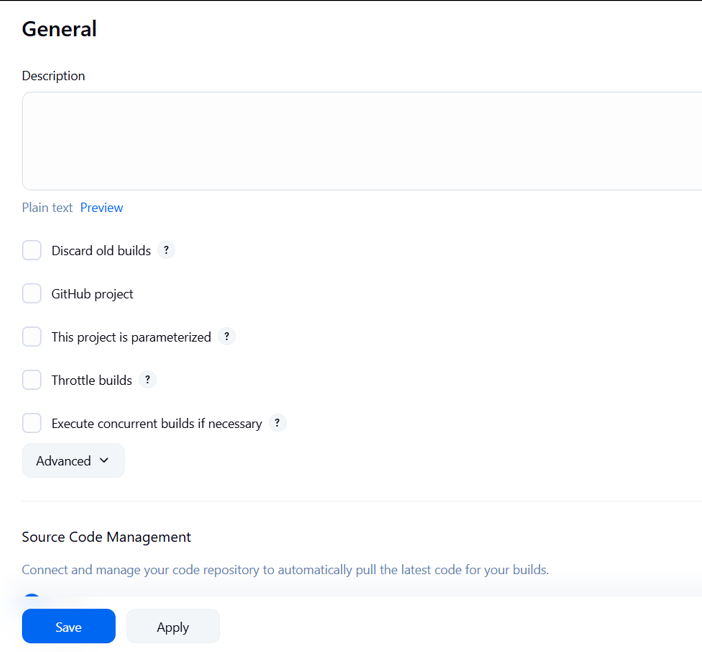 General
Description
Plain text Preview
Discard old builds ?
GitHub project
This project is parameterized ?
Throttle builds ?
Execute concurrent builds if necessary ?
Advanced
Source Code Management
Connect and manage your code repository to automatically pull the latest code for your builds.
Save Apply